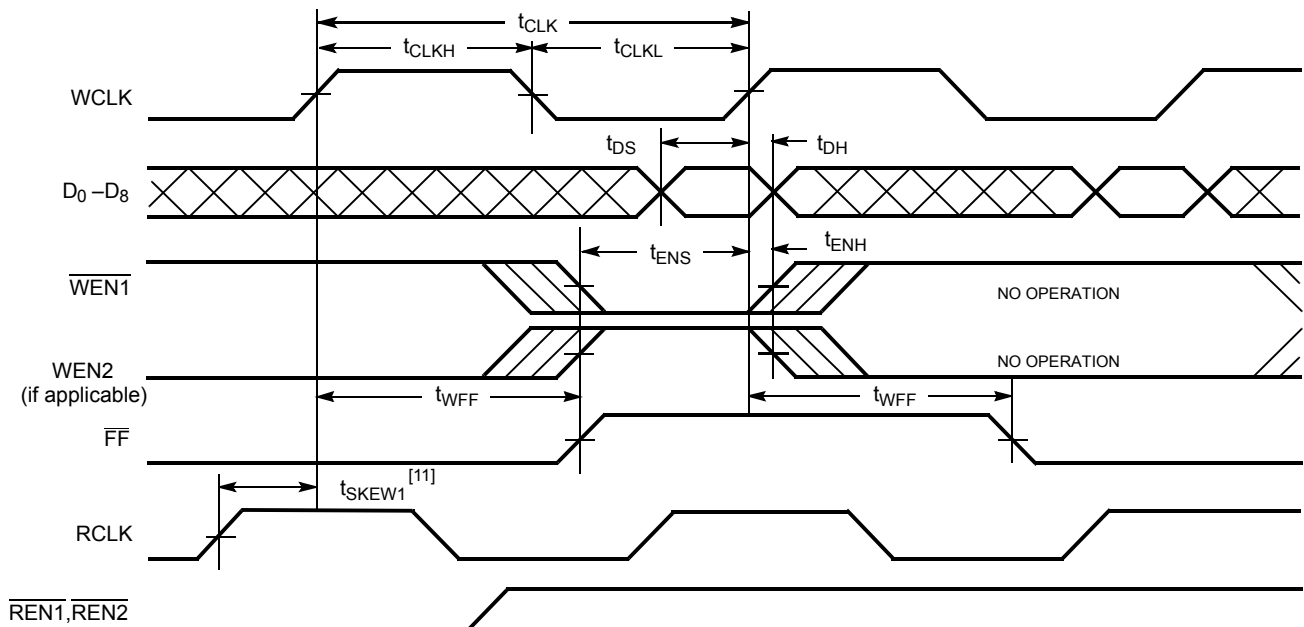 tCLK
tCLKH
tCLKL
WCLK
tDS
tDH
D0 –D8
tENS
tENH
WEN1
NO OPERATION
WEN2
(if applicable)
NO OPERATION
tWFF
tWFF
FF
tSKEW1 [11]
RCLK
REN1,REN2